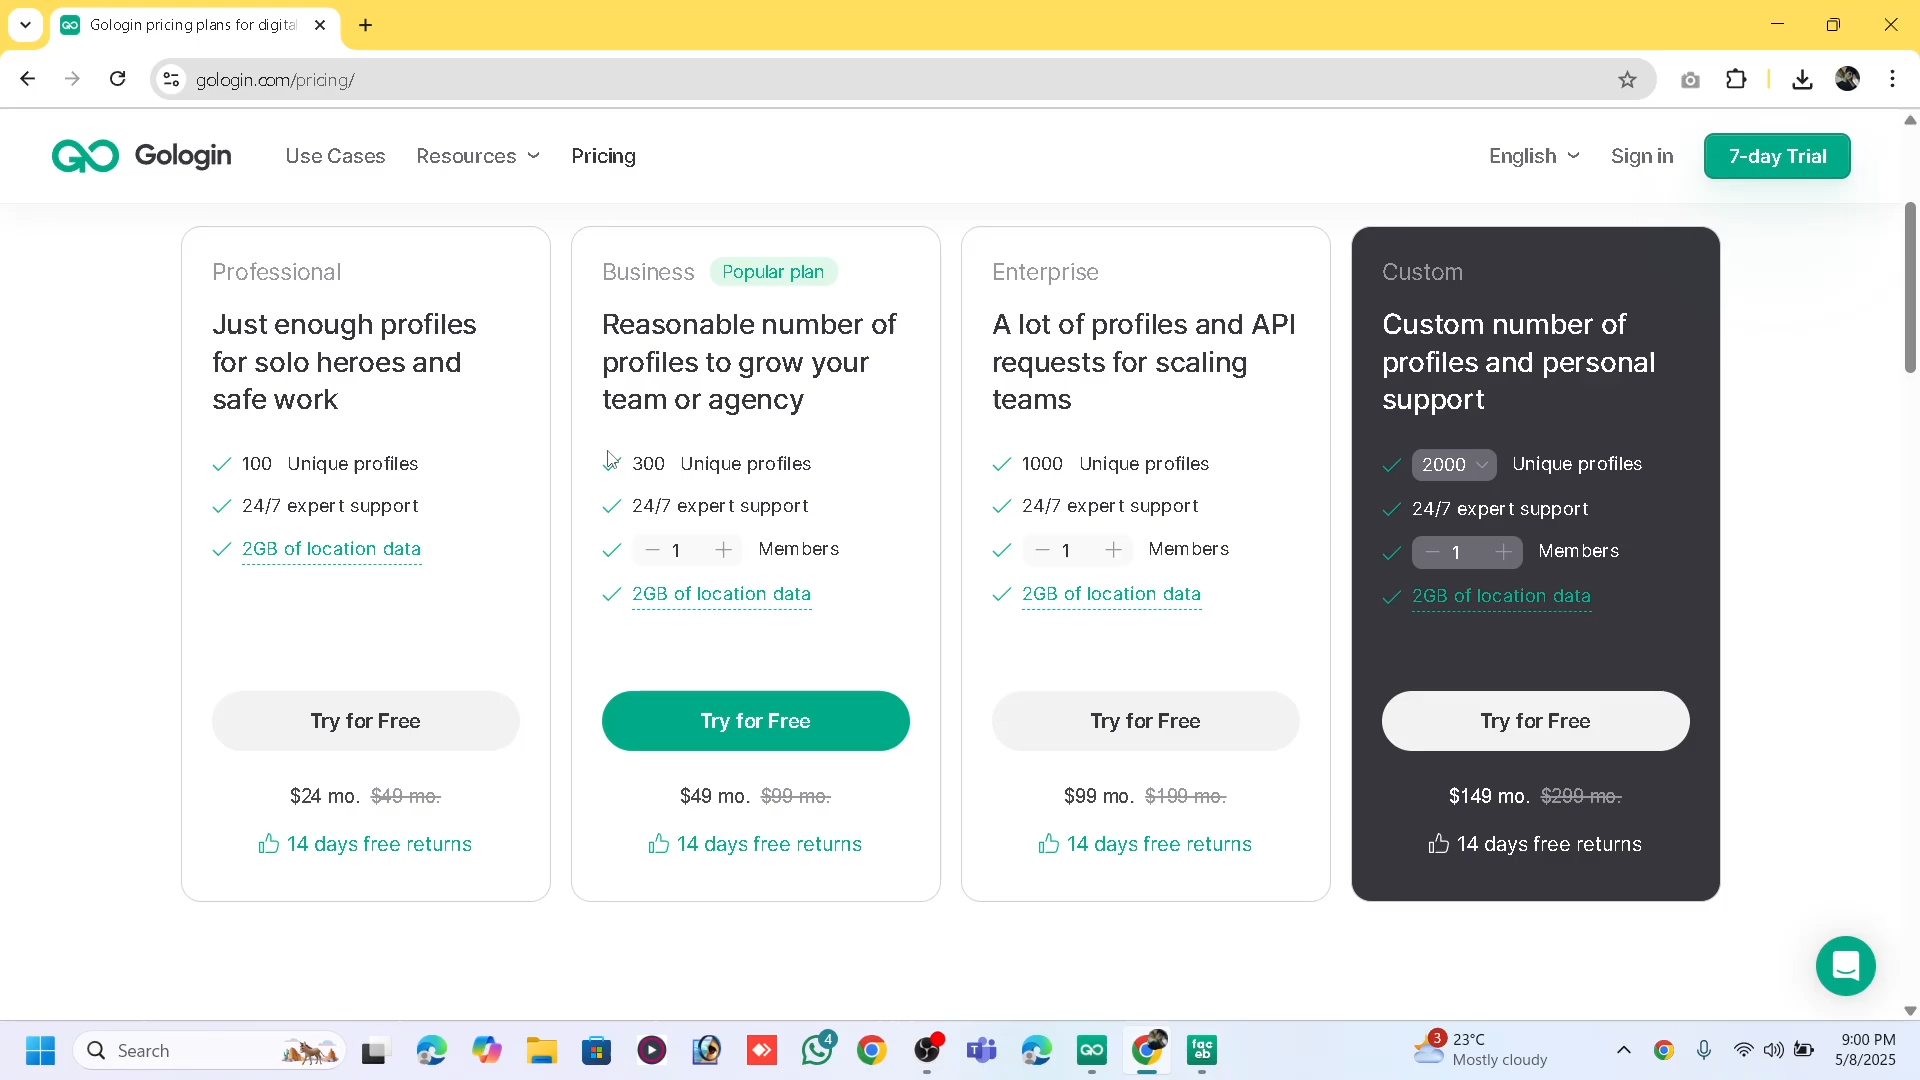 Gologin pricing plans for digita
gologin.com/pricing/
GO Gologin
Use Cases
Resources
Pricing
English
Sign in
7-day Trial
Professional
Just enough profiles
for solo heroes and
safe work
100 Unique profiles
24/7 expert support
2GB of location data
Try for Free
$24 mo. $49 mo.
14 days free returns
Business Popular plan
Reasonable number of
profiles to grow your
team or agency
300 Unique profiles
24/7 expert support
1 Members
2GB of location data
Try for Free
$49 mo. $99 mo.
14 days free returns
Enterprise
A lot of profiles and API
requests for scaling
teams
1000 Unique profiles
24/7 expert support
1 Members
2GB of location data
Try for Free
$99 mo. $199 mo.
14 days free returns
Custom
Custom number of
profiles and personal
support
2000 Unique profiles
24/7 expert support
1 Members
2GB of location data
Try for Free
$149 mo. $299 mo.
14 days free returns
Search
4
3
23°C
Mostly cloudy
9:00 PM
5/8/2025